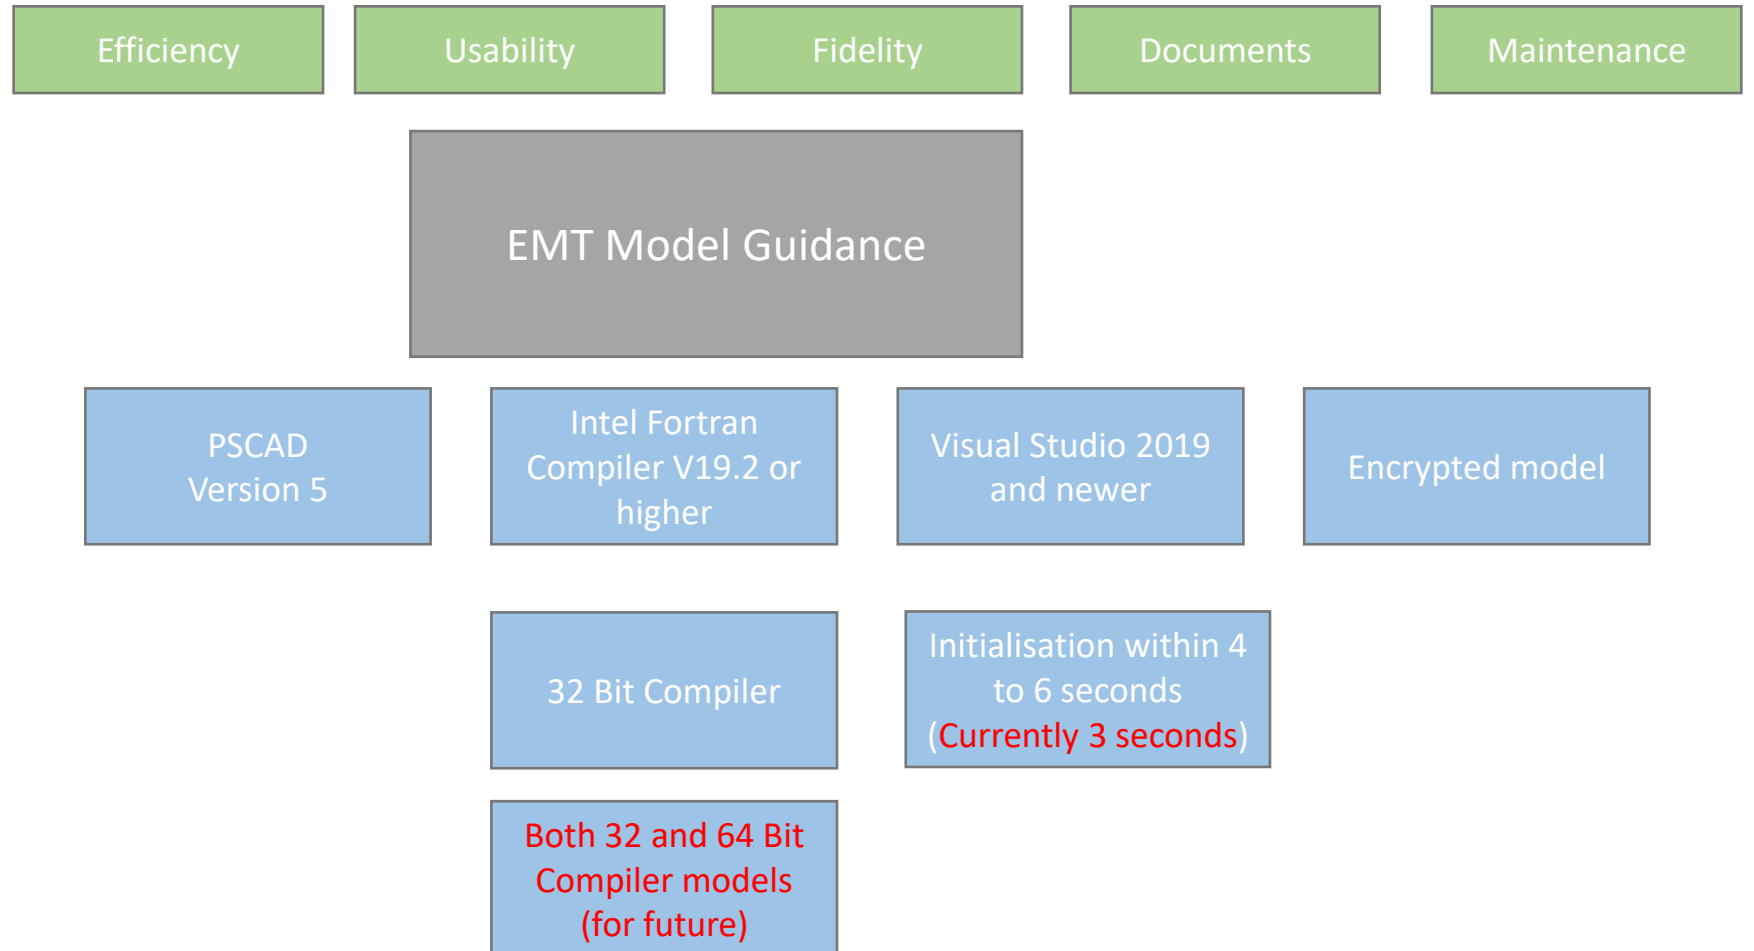 Efficiency
Usability
Fidelity
Documents
Maintenance
EMT Model Guidance
PSCAD
Version 5
Intel Fortran
Compiler V19.2 or
higher
Visual Studio 2019
and newer
Encrypted model
32 Bit Compiler
Initialisation within 4
to 6 seconds
(Currently 3 seconds)
Both 32 and 64 Bit
Compiler models
(for future)